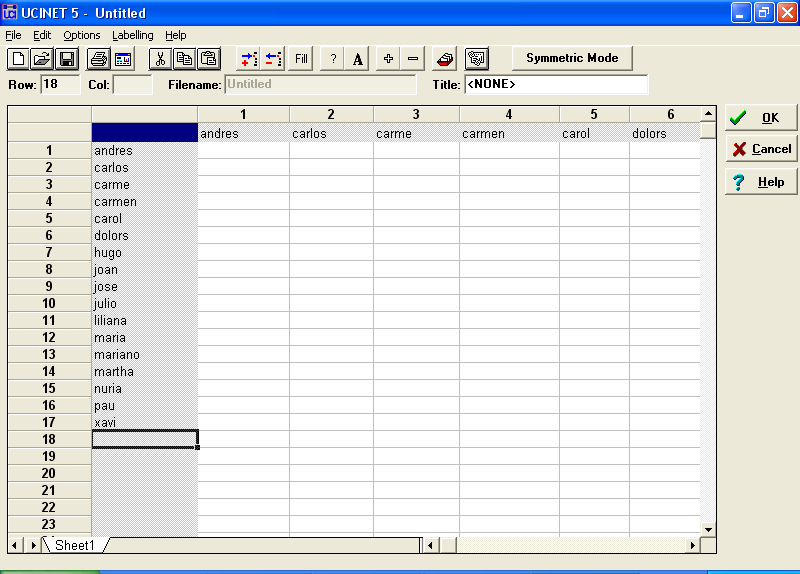 UCINET 5 - Untitled
File Edit Options Labelling Help
Fill ? A + − Symmetric Mode
Row: 18 Col: Filename: Untitled Title: <NONE>
1 2 3 4 5 6
andres carlos carme carmen carol dolors
1 andres
2 carlos
3 carme
4 carmen
5 carol
6 dolors
7 hugo
8 joan
9 jose
10 julio
11 liliana
12 maria
13 mariano
14 martha
15 nuria
16 pau
17 xavi
18
19
20
21
22
23
Sheet1
OK
Cancel
? Help